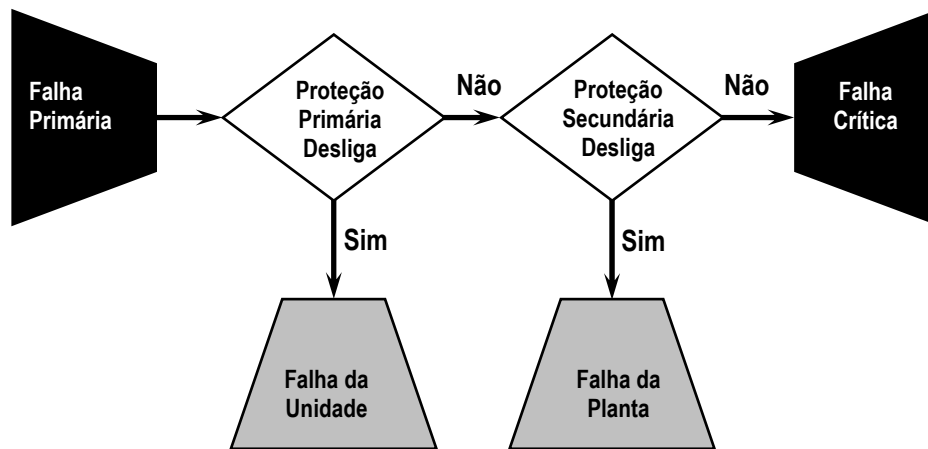 Falha
Primária
Proteção
Primária
Desliga
Não
Proteção
Secundária
Desliga
Não
Falha
Crítica
Sim
Sim
Falha da
Unidade
Falha da
Planta